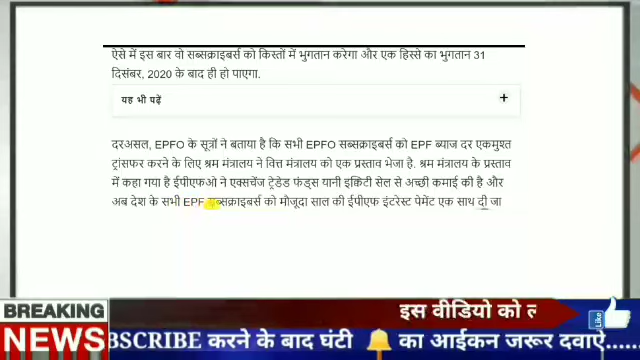 ऐसे में इस बार वो सब्सक्राइबर्स को किस्तों में भुगतान करेगा और एक हिस्से का भुगतान 31
दिसंबर, 2020 के बाद ही हो पाएगा.
यह भी पढ़ें +
दरअसल, EPFO के सूत्रों ने बताया है कि सभी EPFO सब्सक्राइबर्स को EPF ब्याज दर एकमुश्त
ट्रांसफर करने के लिए श्रम मंत्रालय ने वित्त मंत्रालय को एक प्रस्ताव भेजा है. श्रम मंत्रालय के प्रस्ताव
में कहा गया है ईपीएफओ ने एक्सचेंज ट्रेडेड फंड्स यानी इक्विटी सेल से अच्छी कमाई की है और
अब देश के सभी EPF सब्सक्राइबर्स को मौजूदा साल की ईपीएफ इंटरेस्ट पेमेंट एक साथ दी जा
BREAKING
NEWS
इस वीडियो को ल
Like
BSCRIBE करने के बाद घंटी 🔔 का आईकन जरूर दवाऐ.....